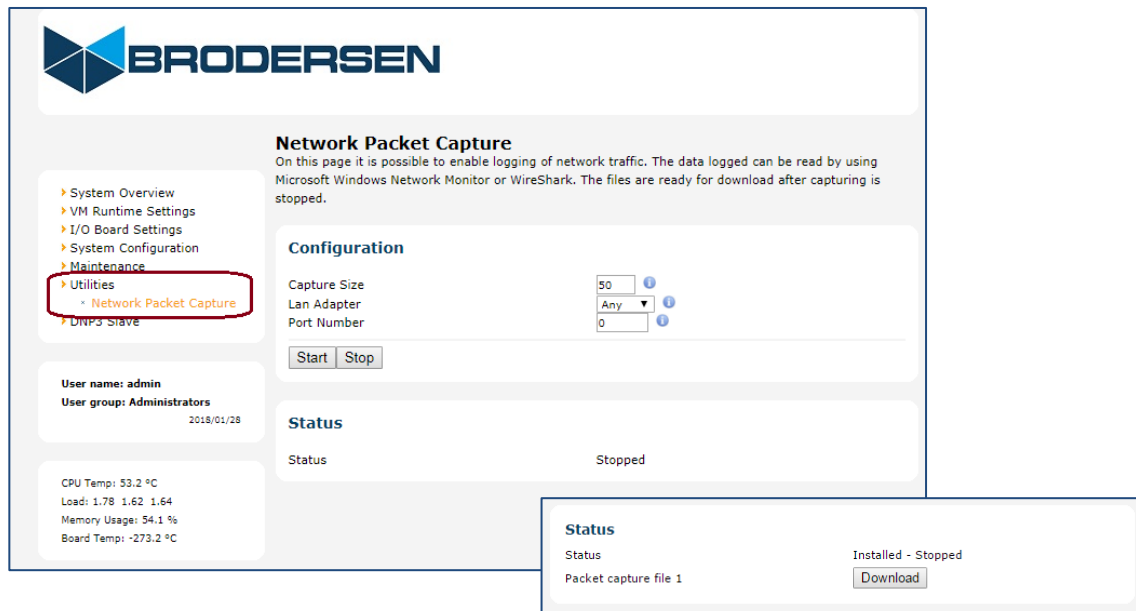 BRODERSEN
Network Packet Capture
On this page it is possible to enable logging of network traffic. The data logged can be read by using
Microsoft Windows Network Monitor or WireShark. The files are ready for download after capturing is
stopped.
System Overview
VM Runtime Settings
I/O Board Settings
System Configuration
Maintenance
Utilities
Network Packet Capture
DNP3 Slave
User name: admin
User group: Administrators
2018/01/28
CPU Temp: 53.2 ºC
Load: 1.78 1.62 1.64
Memory Usage: 54.1 %
Board Temp: -273.2 ºC
Configuration
Capture Size 50
Lan Adapter Any
Port Number 0
Start Stop
Status
Status Stopped
Status
Status Installed - Stopped
Packet capture file 1 Download